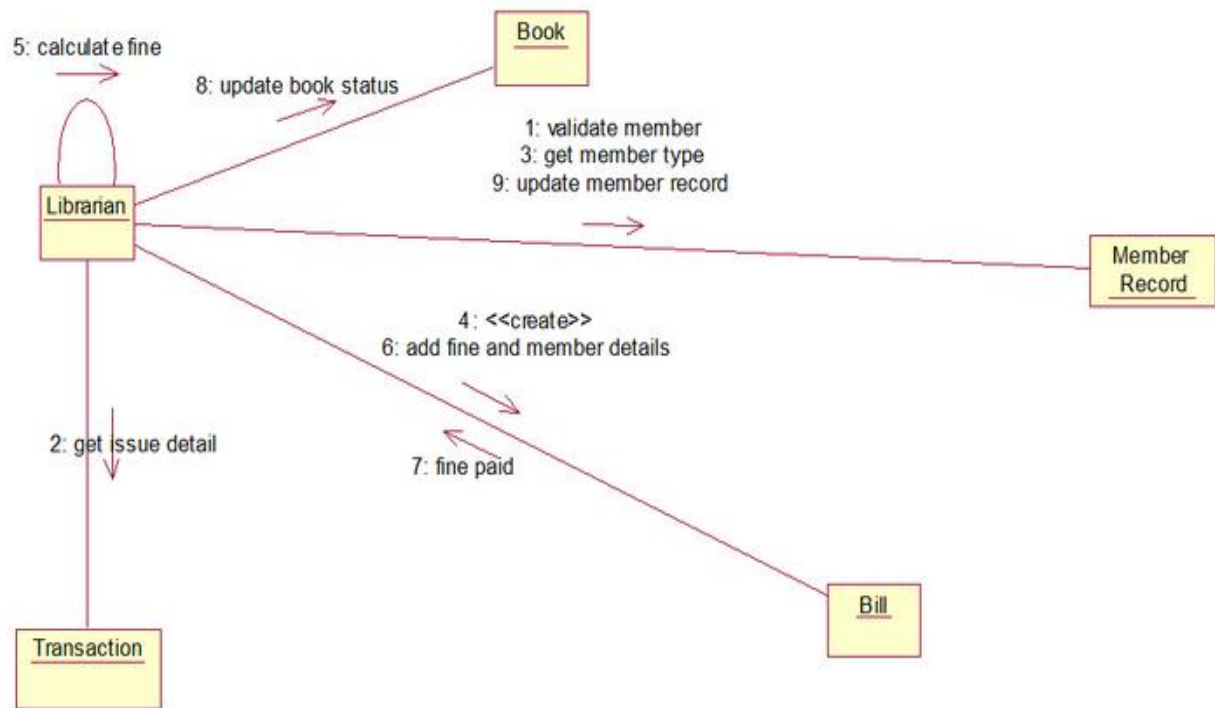 5: calculate fine
Book
8: update book status
1: validate member
3: get member type
9: update member record
Librarian
Member
Record
4: <<create>>
6: add fine and member details
2: get issue detail
7: fine paid
Bill
Transaction